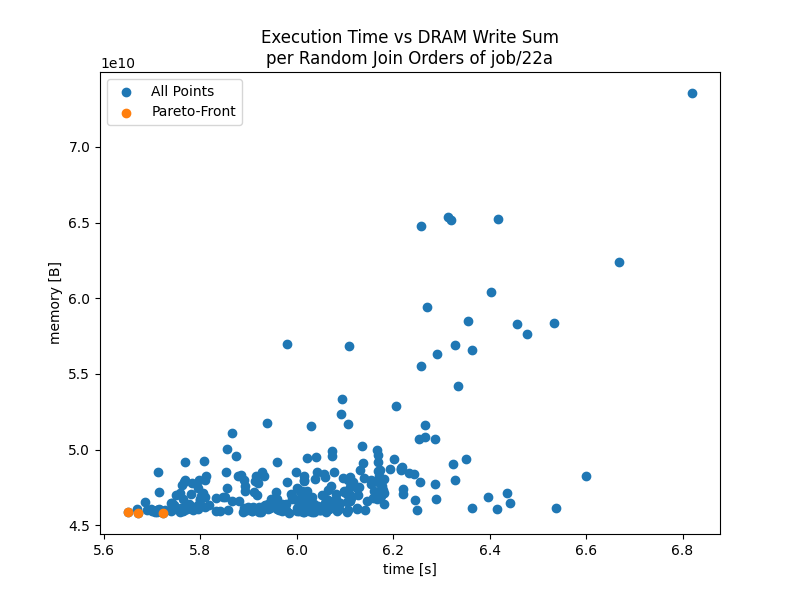 Execution Time vs DRAM Write Sum
per Random Join Orders of job/22a
1e10
All Points
Pareto-Front
7.0
6.5
6.0
5.5
5.0
4.5
memory [B]
5.6 5.8 6.0 6.2 6.4 6.6 6.8
time [s]